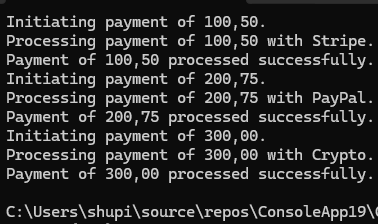 Initiating payment of 100,50.
Processing payment of 100,50 with Stripe.
Payment of 100,50 processed successfully.
Initiating payment of 200,75.
Processing payment of 200,75 with PayPal.
Payment of 200,75 processed successfully.
Initiating payment of 300,00.
Processing payment of 300,00 with Crypto.
Payment of 300,00 processed successfully.
C:\Users\shupi\source\repos\ConsoleApp19\